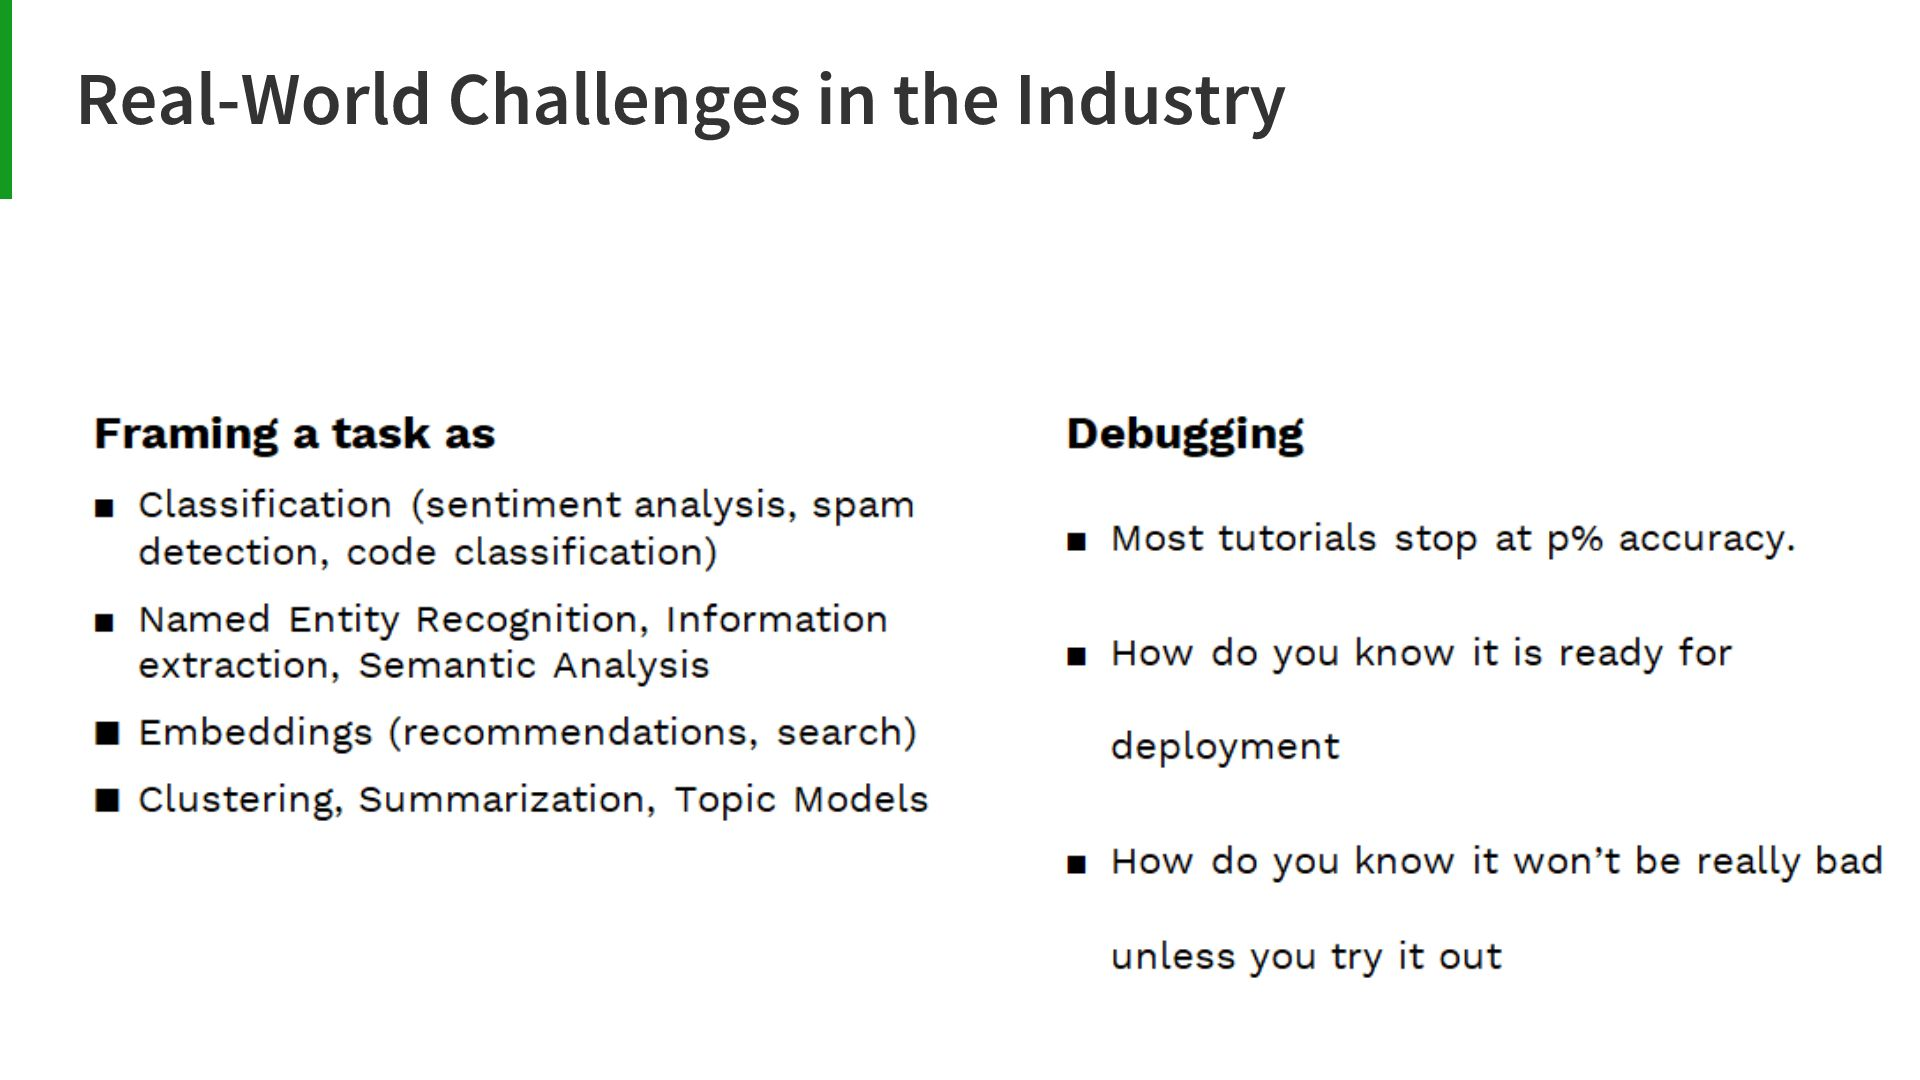 Real-World Challenges in the Industry
Framing a task as
■ Classification (sentiment analysis, spam
detection, code classification)
■ Named Entity Recognition, Information
extraction, Semantic Analysis
■ Embeddings (recommendations, search)
■ Clustering, Summarization, Topic Models
Debugging
■ Most tutorials stop at p% accuracy.
■ How do you know it is ready for
deployment
■ How do you know it won’t be really bad
unless you try it out